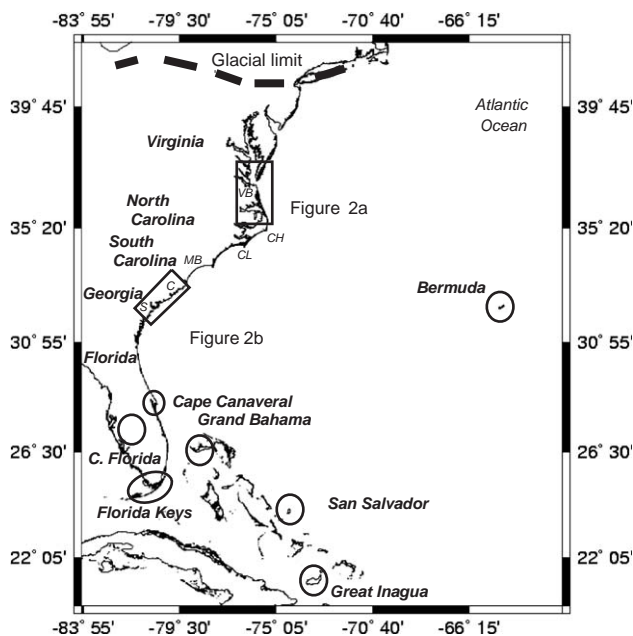 -83 55' -79 30' -75 05' -70 40' -66 15'
Glacial limit
39˚ 45' 39˚ 45'
Atlantic
Ocean
Virginia
VB
North
Carolina
Figure 2a
35˚ 20' 35˚ 20'
CH
South
Carolina
CL
MB
Georgia
C
S
Bermuda
Figure 2b
30˚ 55' 30˚ 55'
Florida
Cape Canaveral
Grand Bahama
26˚ 30' 26˚ 30'
C. Florida
San Salvador
Florida Keys
22˚ 05' 22˚ 05'
Great Inagua
-83 55' -79 30' -75 05' -70 40' -66 15'